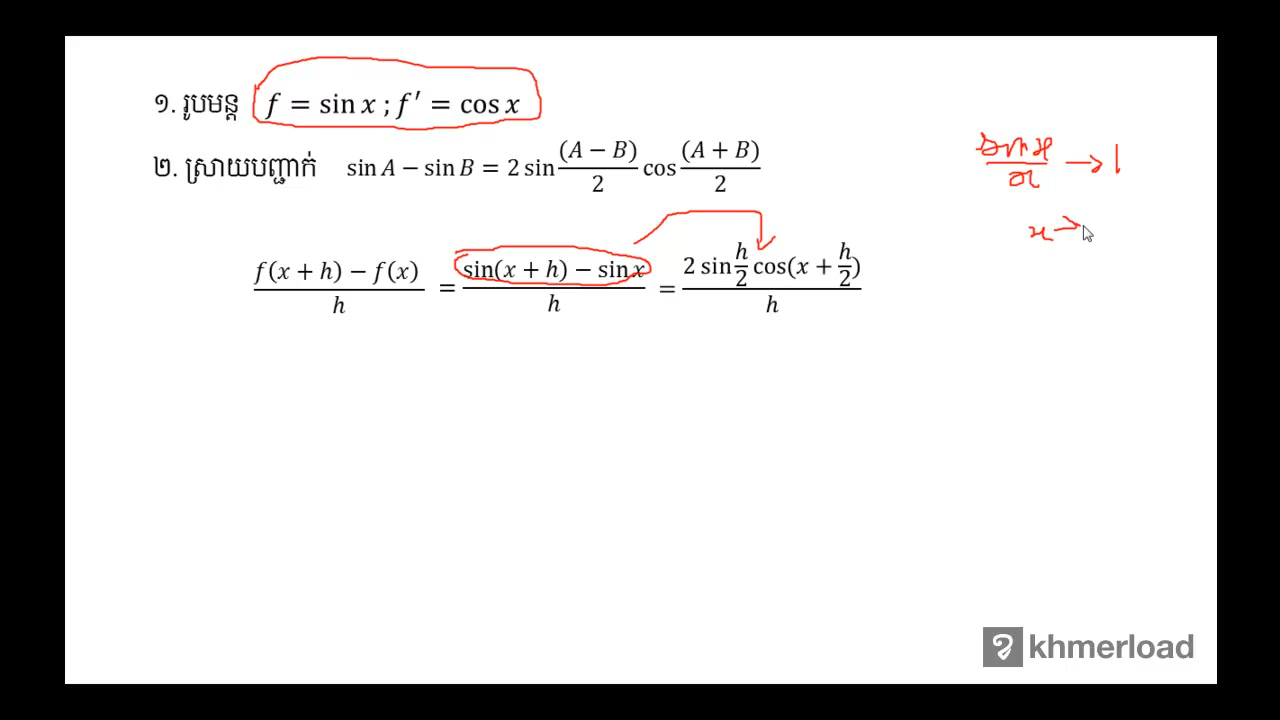 ១. រូបមន្ត f = sin x ; f′ = cos x
២. ស្រាយបញ្ជាក់ sin A − sin B = 2 sin (A − B)/2 cos (A + B)/2
sin x/x → 1
x →
(f(x + h) − f(x))/h = (sin(x + h) − sin x)/h = (2 sin h/2 cos(x + h/2))/h
khmerload